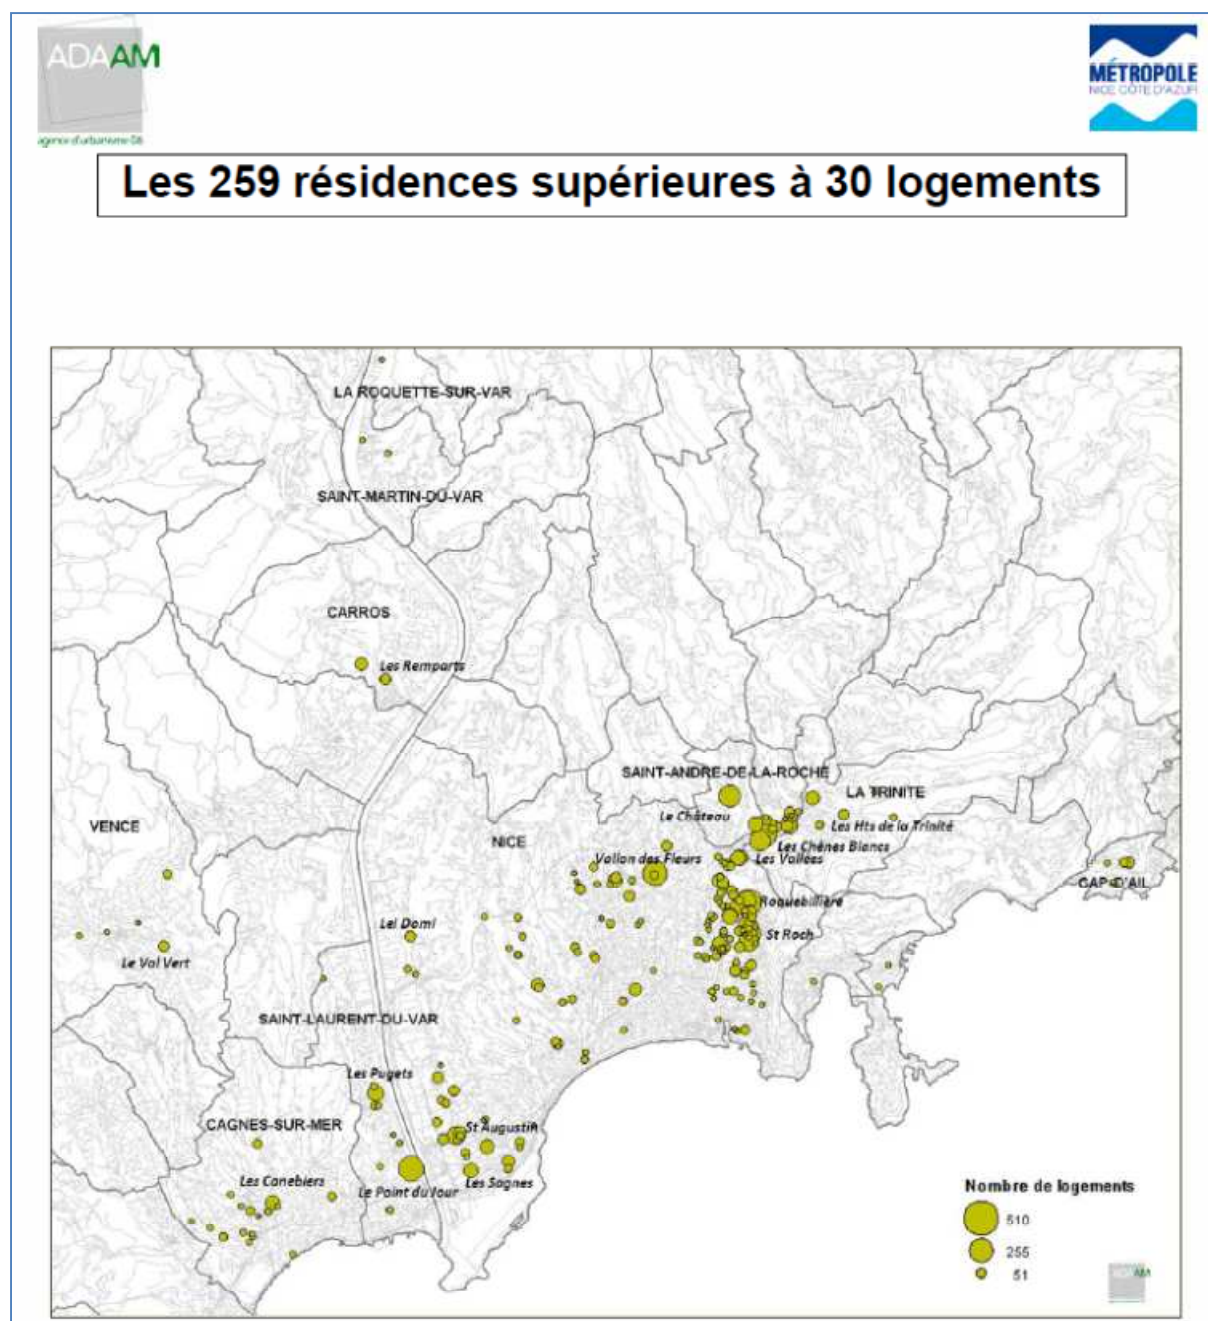 ADAAM
agence d'urbanisme 06
MÉTROPOLE
NICE CÔTE D'AZUR
Les 259 résidences supérieures à 30 logements
LA ROQUETTE-SUR-VAR
SAINT-MARTIN-DU-VAR
CARROS
Les Remparts
SAINT-ANDRE-DE-LA-ROCHE
LA TRINITE
Le Château
Les Hts de la Trinité
VENCE
NICE
Les Chênes Blancs
Vallon des Fleurs
Les Vallées
CAP-D'AIL
Roquebillière
Lei Domi
St Roch
Le Val Vert
SAINT-LAURENT-DU-VAR
Les Pugets
CAGNES-SUR-MER
St Augustin
Les Canebiers
Le Point du Jour
Les Sagnes
Nombre de logements
510
255
51
AM